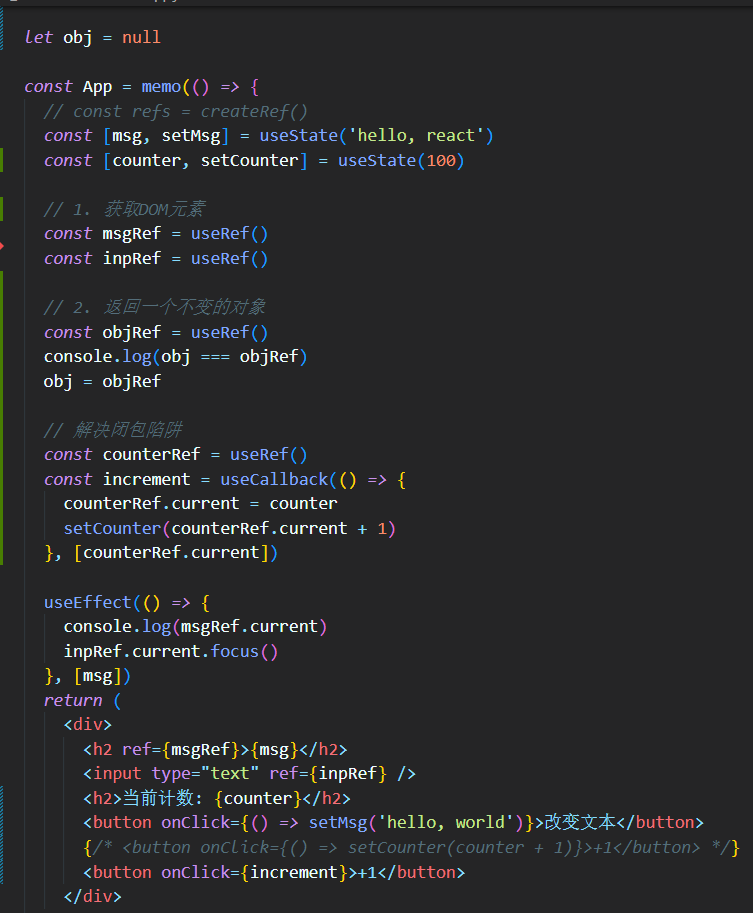 let obj = null
const App = memo(() => {
// const refs = createRef()
const [msg, setMsg] = useState('hello, react')
const [counter, setCounter] = useState(100)
// 1. 获取DOM元素
const msgRef = useRef()
const inpRef = useRef()
// 2. 返回一个不变的对象
const objRef = useRef()
console.log(obj === objRef)
obj = objRef
// 解决闭包陷阱
const counterRef = useRef()
const increment = useCallback(() => {
counterRef.current = counter
setCounter(counterRef.current + 1)
}, [counterRef.current])
useEffect(() => {
console.log(msgRef.current)
inpRef.current.focus()
}, [msg])
return (
<div>
<h2 ref={msgRef}>{msg}</h2>
<input type="text" ref={inpRef} />
<h2>当前计数: {counter}</h2>
<button onClick={() => setMsg('hello, world')}>改变文本</button>
{/* <button onClick={() => setCounter(counter + 1)}>+1</button> */}
<button onClick={increment}>+1</button>
</div>